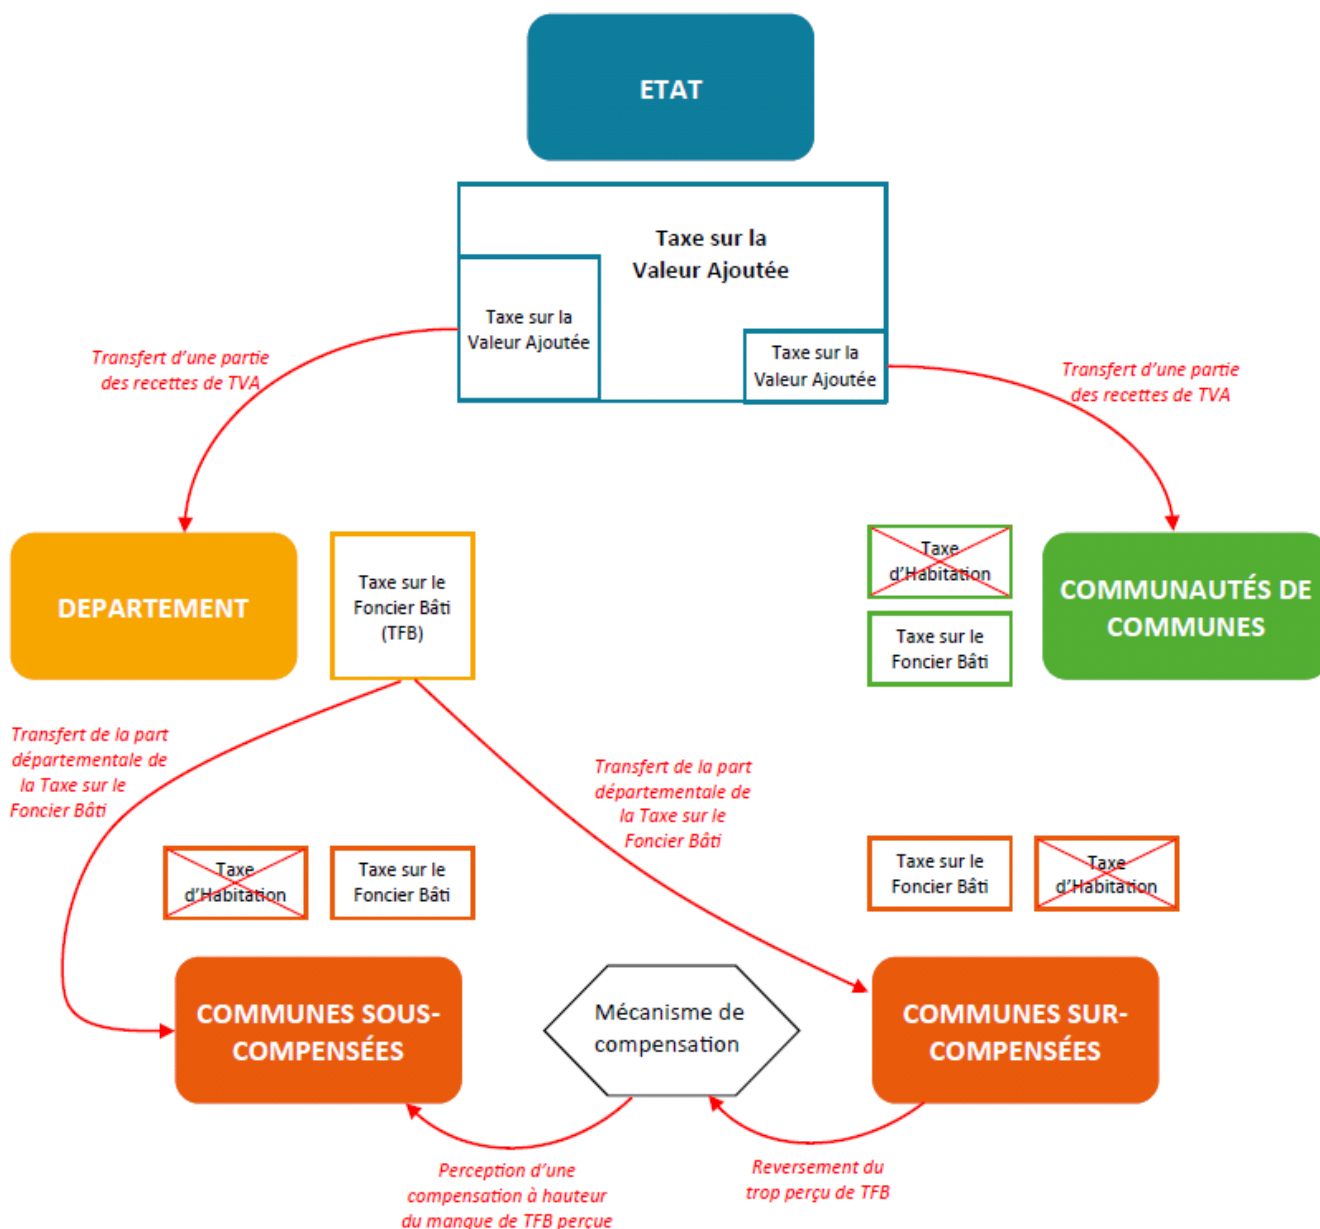 ETAT
Taxe sur la
Valeur Ajoutée
Taxe sur la
Valeur Ajoutée
Taxe sur la
Valeur Ajoutée
Transfert d'une partie
des recettes de TVA
Transfert d'une partie
des recettes de TVA
DEPARTEMENT
Taxe sur le
Foncier Bâti
(TFB)
Taxe
d'Habitation
Taxe sur le
Foncier Bâti
COMMUNAUTÉS DE
COMMUNES
Transfert de la part
départementale de
la Taxe sur le
Foncier Bâti
Transfert de la part
départementale de
la Taxe sur le
Foncier Bâti
Taxe
d'Habitation
Taxe sur le
Foncier Bâti
Taxe sur le
Foncier Bâti
Taxe
d'Habitation
COMMUNES SOUS-
COMPENSÉES
Mécanisme de
compensation
COMMUNES SUR-
COMPENSÉES
Perception d'une
compensation à hauteur
du manque de TFB perçue
Reversement du
trop perçu de TFB